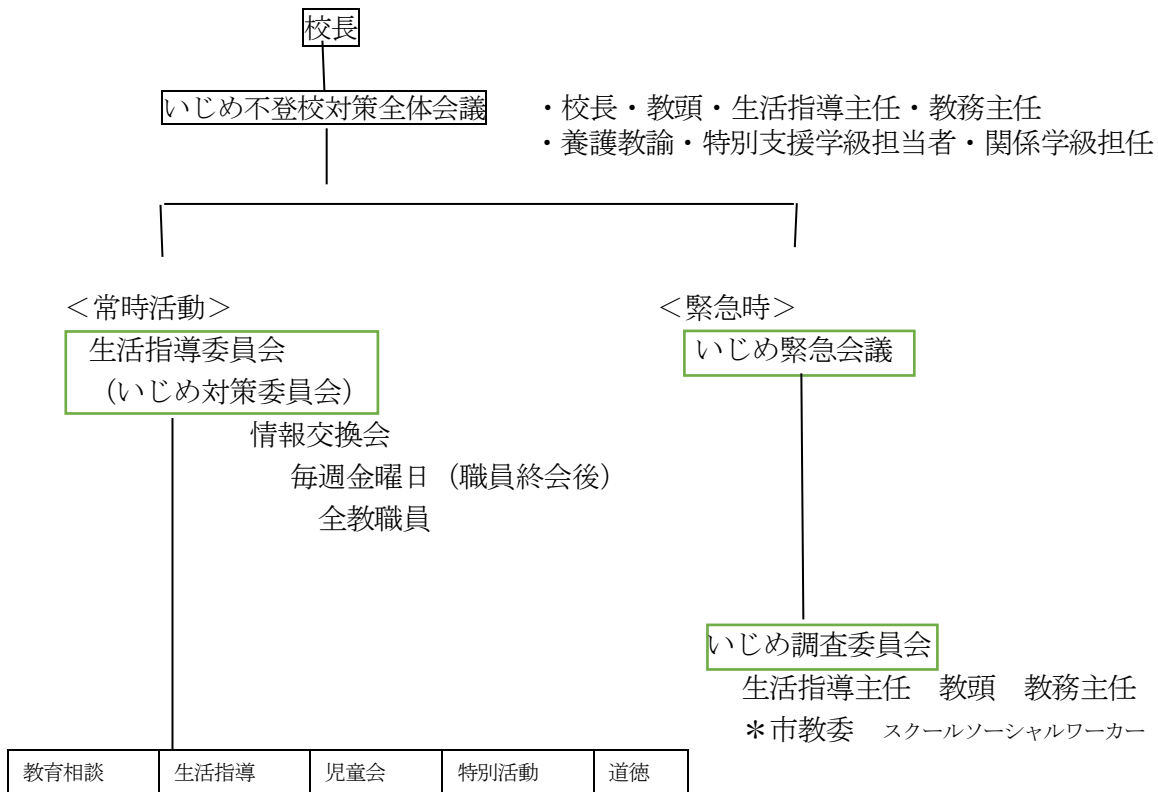 校長
いじめ不登校対策全体会議
・校長・教頭・生活指導主任・教務主任
・養護教諭・特別支援学級担当者・関係学級担任
＜常時活動＞
生活指導委員会
（いじめ対策委員会）
情報交換会
毎週金曜日（職員終会後）
全教職員
＜緊急時＞
いじめ緊急会議
いじめ調査委員会
生活指導主任　教頭　教務主任
＊市教委　スクールソーシャルワーカー
教育相談　生活指導　児童会　特別活動　道徳